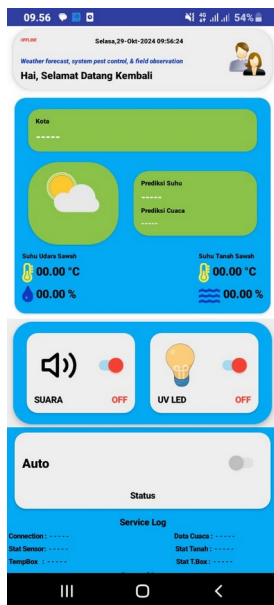 09.56 54%
OFFLINE Selasa,29-Okt-2024 09:56:24
Weather forecast, system pest control, & field observation
Hai, Selamat Datang Kembali
Kota
-----
Prediksi Suhu
-----
Prediksi Cuaca
-----
Suhu Udara Sawah Suhu Tanah Sawah
00.00 °C 00.00 °C
00.00 % 00.00 %
SUARA OFF UV LED OFF
Auto
Status
Service Log
Connection : ----- Data Cuaca : -----
Stat Sensor: ----- Stat Tanah : -----
TempBox : ----- Stat T.Box : -----